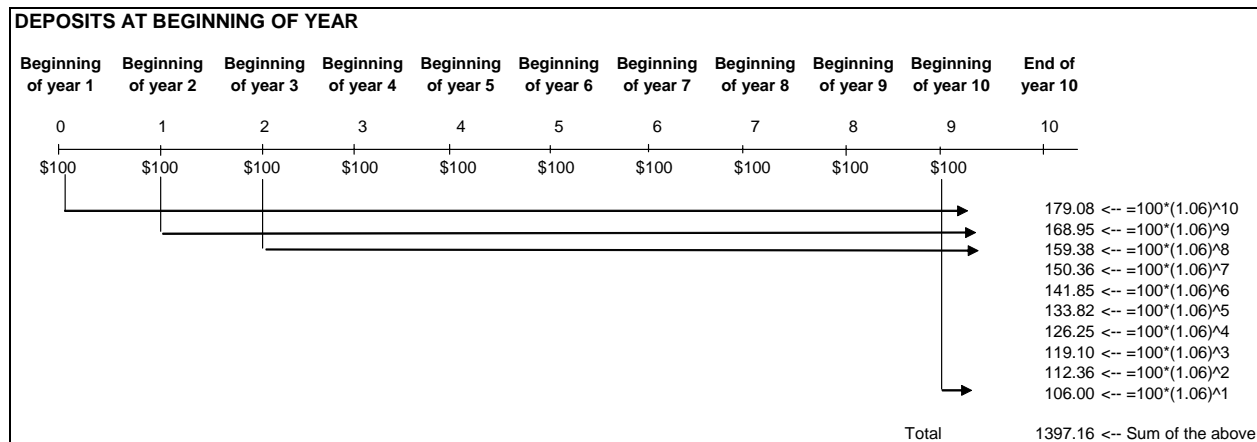 DEPOSITS AT BEGINNING OF YEAR
Beginning Beginning Beginning Beginning Beginning Beginning Beginning Beginning Beginning Beginning End of
of year 1 of year 2 of year 3 of year 4 of year 5 of year 6 of year 7 of year 8 of year 9 of year 10 year 10
0 1 2 3 4 5 6 7 8 9 10
$100 $100 $100 $100 $100 $100 $100 $100 $100 $100
179.08 <-- =100*(1.06)^10
168.95 <-- =100*(1.06)^9
159.38 <-- =100*(1.06)^8
150.36 <-- =100*(1.06)^7
141.85 <-- =100*(1.06)^6
133.82 <-- =100*(1.06)^5
126.25 <-- =100*(1.06)^4
119.10 <-- =100*(1.06)^3
112.36 <-- =100*(1.06)^2
106.00 <-- =100*(1.06)^1
Total 1397.16 <-- Sum of the above